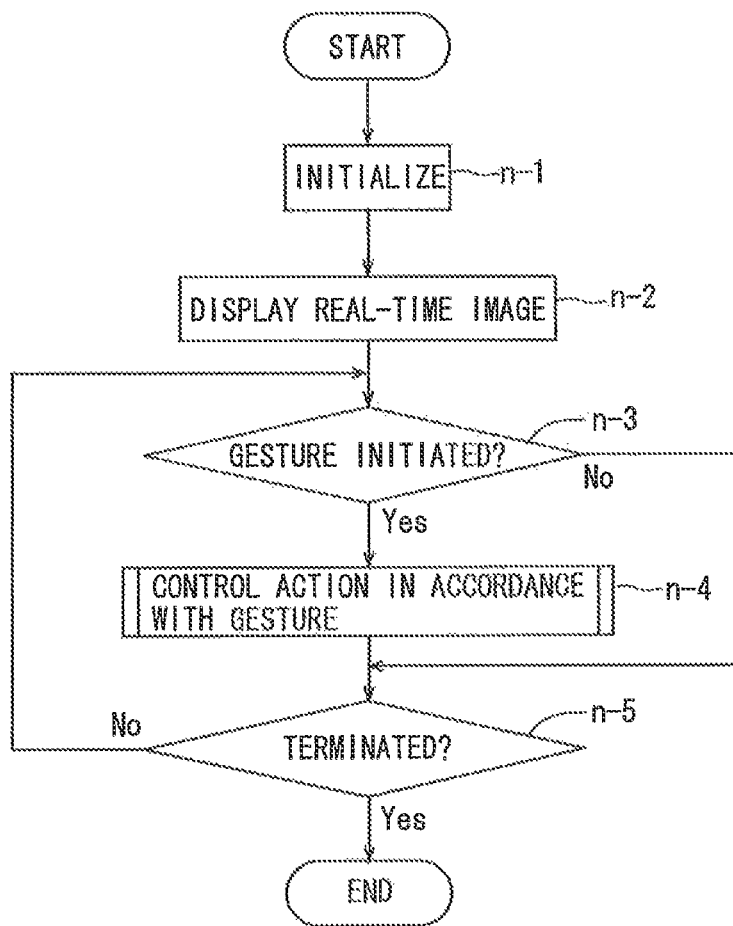 START
INITIALIZE
n-1
DISPLAY REAL-TIME IMAGE
n-2
n-3
GESTURE INITIATED?
No
Yes
CONTROL ACTION IN ACCORDANCE
WITH GESTURE
n-4
n-5
No
TERMINATED?
Yes
END